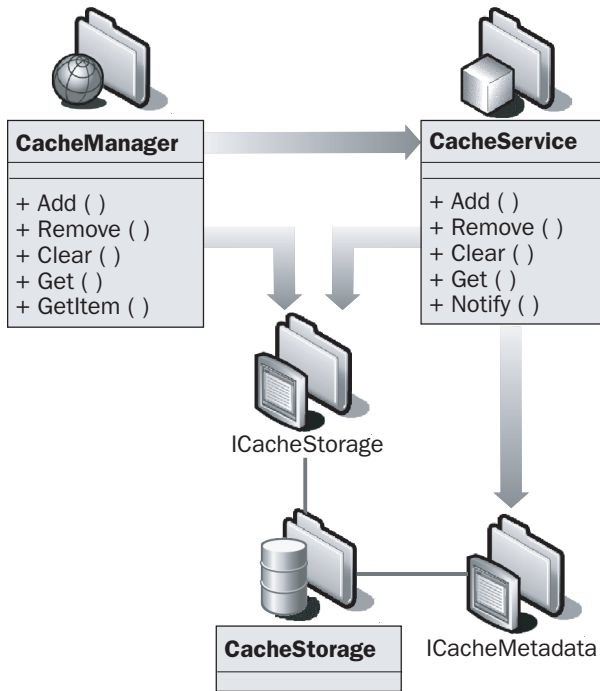 CacheManager
+ Add ( )
+ Remove ( )
+ Clear ( )
+ Get ( )
+ GetItem ( )
CacheService
+ Add ( )
+ Remove ( )
+ Clear ( )
+ Get ( )
+ Notify ( )
ICacheStorage
CacheStorage
ICacheMetadata